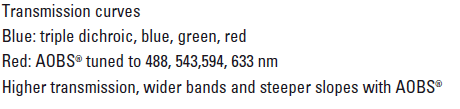 Transmission curves
Blue: triple dichroic, blue, green, red
Red: AOBS® tuned to 488, 543,594, 633 nm
Higher transmission, wider bands and steeper slopes with AOBS®